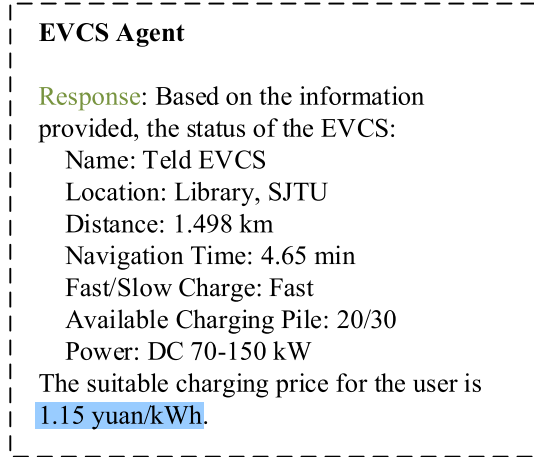 EVCS Agent
Response: Based on the information
provided, the status of the EVCS:
Name: Teld EVCS
Location: Library, SJTU
Distance: 1.498 km
Navigation Time: 4.65 min
Fast/Slow Charge: Fast
Available Charging Pile: 20/30
Power: DC 70-150 kW
The suitable charging price for the user is
1.15 yuan/kWh.